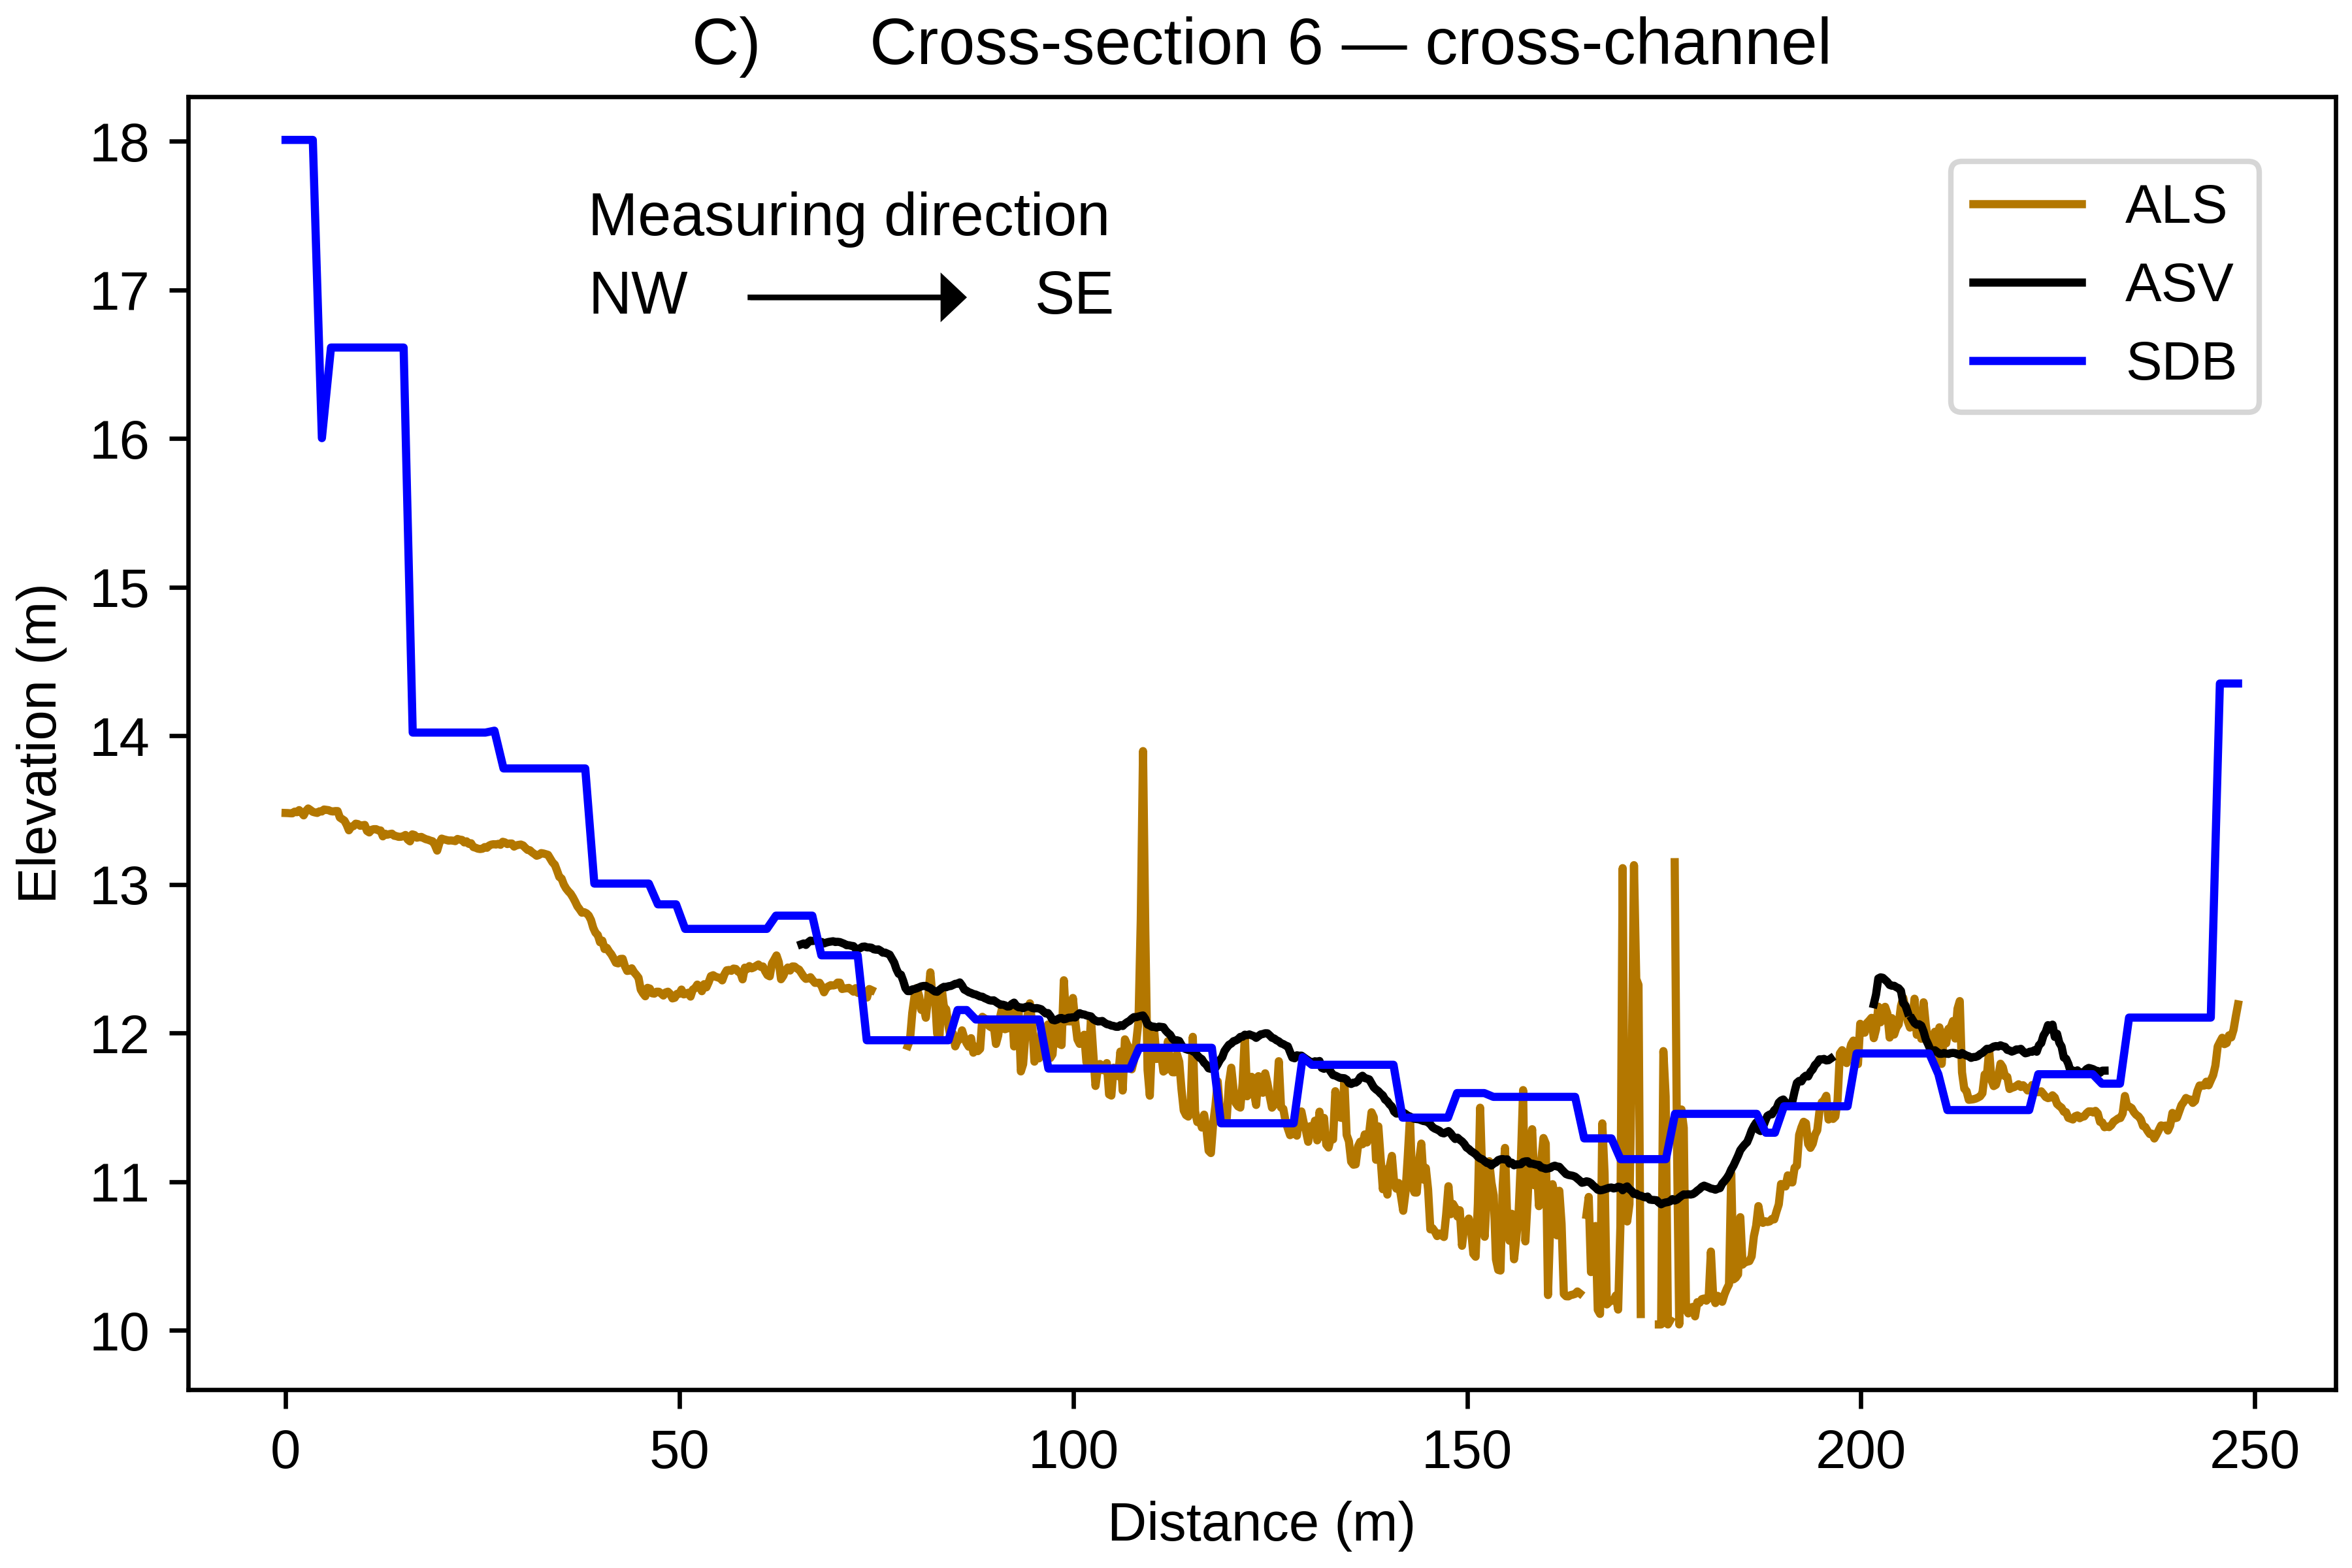 C) Cross-section 6 — cross-channel
Measuring direction
NW SE
ALS
ASV
SDB
Elevation (m)
18
17
16
15
14
13
12
11
10
0 50 100 150 200 250
Distance (m)